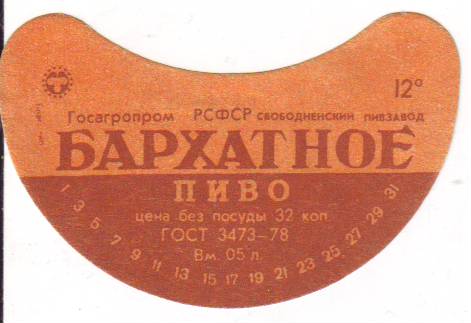 12°
Госагропром РСФСР СВОБОДНЕНСКИЙ ПИВЗАВОД
БАРХАТНОЕ
ПИВО
цена без посуды 32 коп
ГОСТ 3473-78
Вм. 05 л.
1 3 5 7 9 11 13 15 17 19 21 23 25 27 29 31